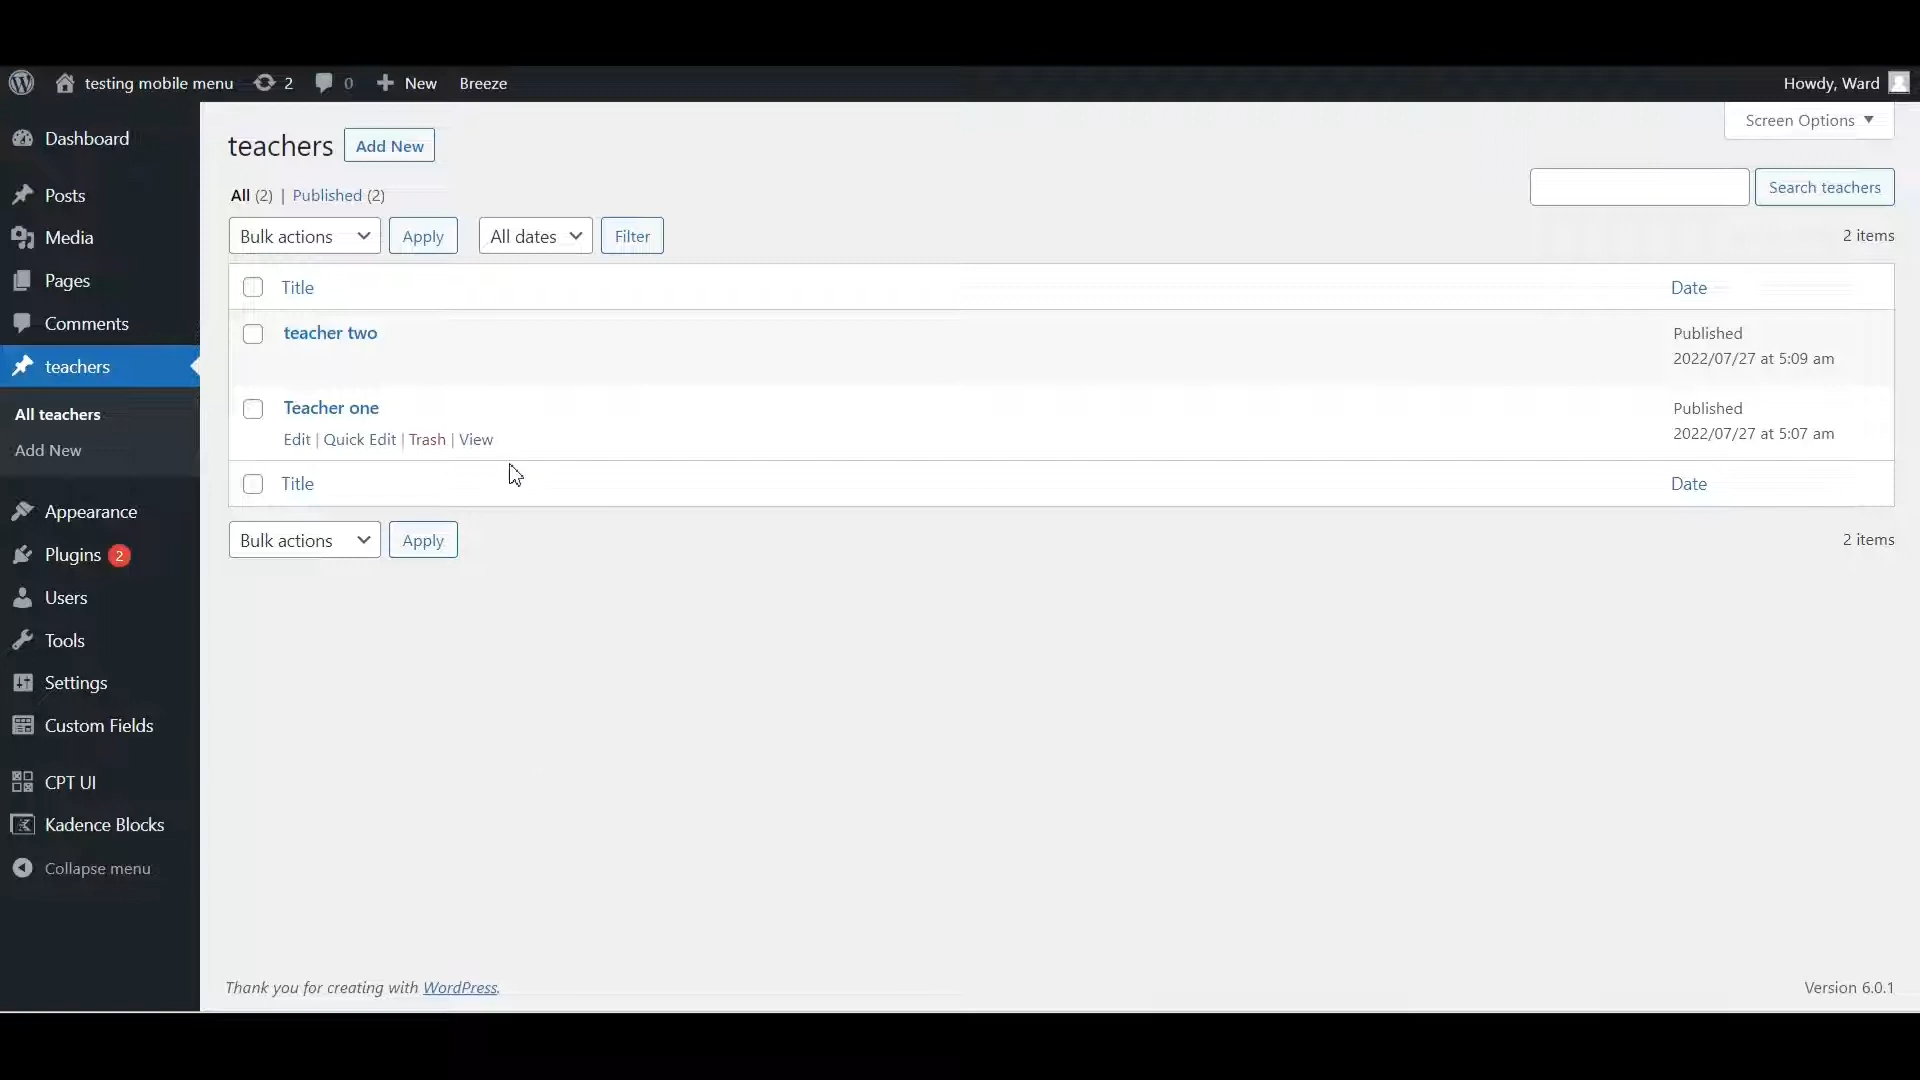 testing mobile menu 2 0 New Breeze Howdy, Ward
Dashboard
Posts
Media
Pages
Comments
teachers
All teachers
Add New
Appearance
Plugins 2
Users
Tools
Settings
Custom Fields
CPT UI
Kadence Blocks
Collapse menu
Screen Options
teachers Add New
All (2) | Published (2)
Search teachers
Bulk actions Apply All dates Filter 2 items
Title Date
teacher two Published
2022/07/27 at 5:09 am
Teacher one Published
Edit | Quick Edit | Trash | View 2022/07/27 at 5:07 am
Title Date
Bulk actions Apply 2 items
Thank you for creating with WordPress. Version 6.0.1